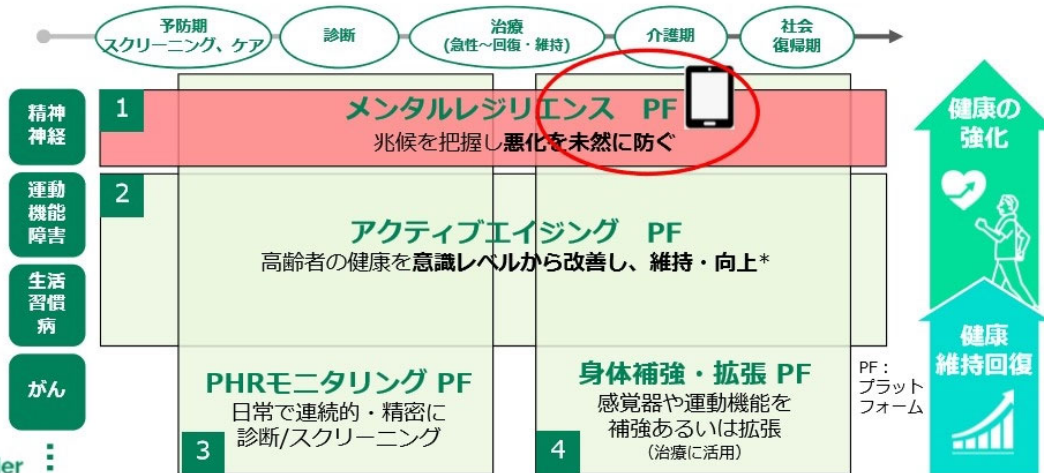 予防期
スクリーニング、ケア
診断
治療
(急性～回復・維持)
介護期
社会
復帰期
精神
神経
1
メンタルレジリエンス PF
兆候を把握し悪化を未然に防ぐ
運動
機能
障害
2
アクティブエイジング PF
高齢者の健康を意識レベルから改善し、維持・向上*
生活
習慣
病
がん
PHRモニタリング PF
日常で連続的・精密に
診断/スクリーニング
3
身体補強・拡張 PF
感覚器や運動機能を
補強あるいは拡張
(治療に活用)
4
PF：
プラット
フォーム
健康の
強化
健康
維持回復